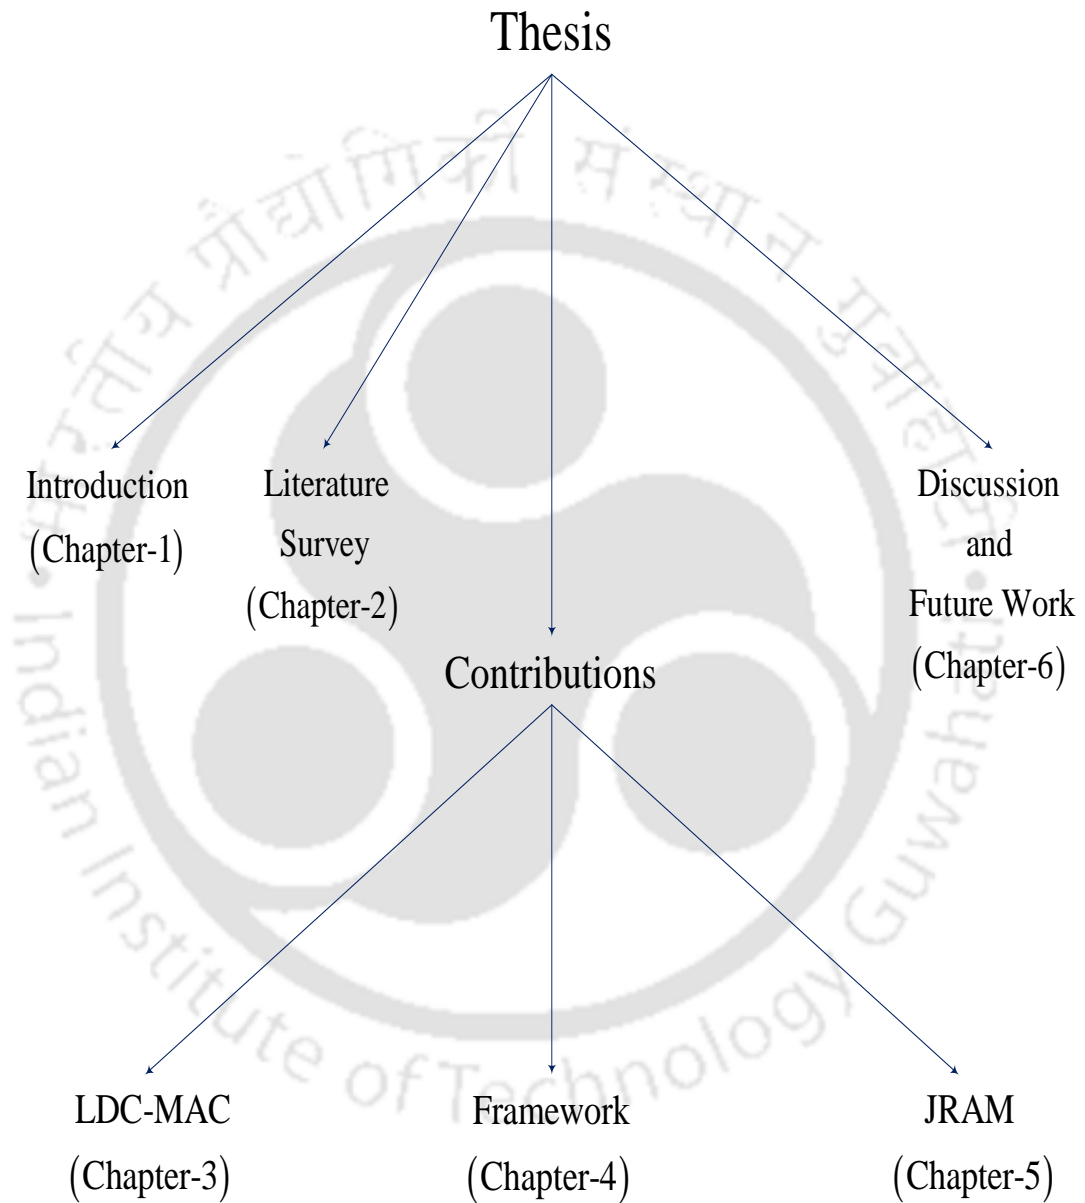 Thesis
Introduction
(Chapter-1)
Literature
Survey
(Chapter-2)
Contributions
Discussion
and
Future Work
(Chapter-6)
LDC-MAC
(Chapter-3)
Framework
(Chapter-4)
JRAM
(Chapter-5)
भारतीय प्रौद्योगिकी संस्थान गुवाहाटी
Indian Institute of Technology Guwahati